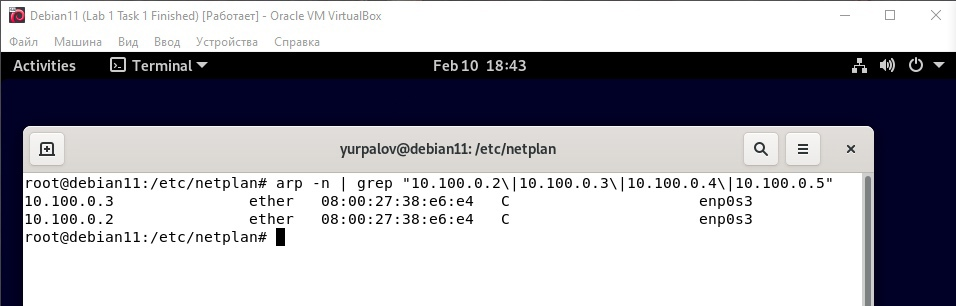 Debian11 (Lab 1 Task 1 Finished) [Работает] - Oracle VM VirtualBox
Файл Машина Вид Ввод Устройства Справка
Activities Terminal Feb 10 18:43
yurpalov@debian11: /etc/netplan
root@debian11:/etc/netplan# arp -n | grep "10.100.0.2\|10.100.0.3\|10.100.0.4\|10.100.0.5"
10.100.0.3 ether 08:00:27:38:e6:e4 C enp0s3
10.100.0.2 ether 08:00:27:38:e6:e4 C enp0s3
root@debian11:/etc/netplan#